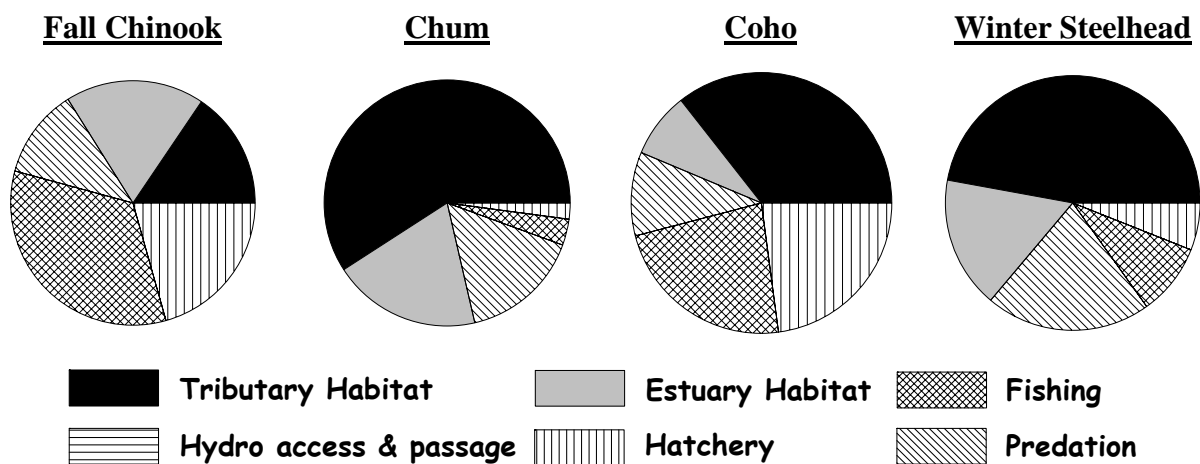 Fall Chinook Chum Coho Winter Steelhead
Tributary Habitat Estuary Habitat Fishing
Hydro access & passage Hatchery Predation